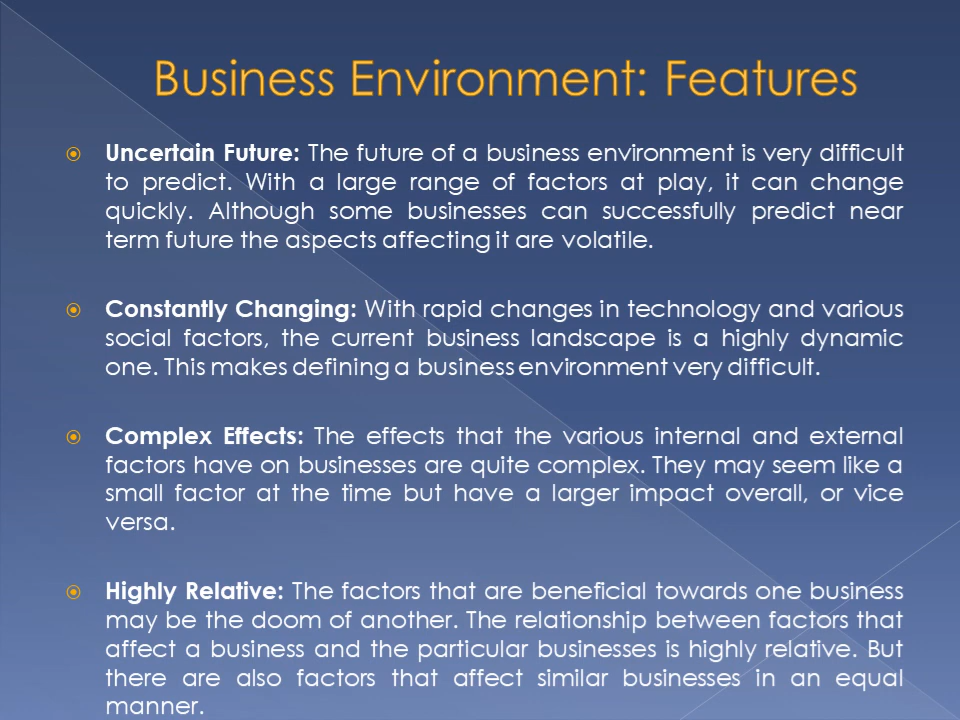 Business Environment: Features
Uncertain Future: The future of a business environment is very difficult
to predict. With a large range of factors at play, it can change
quickly. Although some businesses can successfully predict near
term future the aspects affecting it are volatile.
Constantly Changing: With rapid changes in technology and various
social factors, the current business landscape is a highly dynamic
one. This makes defining a business environment very difficult.
Complex Effects: The effects that the various internal and external
factors have on businesses are quite complex. They may seem like a
small factor at the time but have a larger impact overall, or vice
versa.
Highly Relative: The factors that are beneficial towards one business
may be the doom of another. The relationship between factors that
affect a business and the particular businesses is highly relative. But
there are also factors that affect similar businesses in an equal
manner.